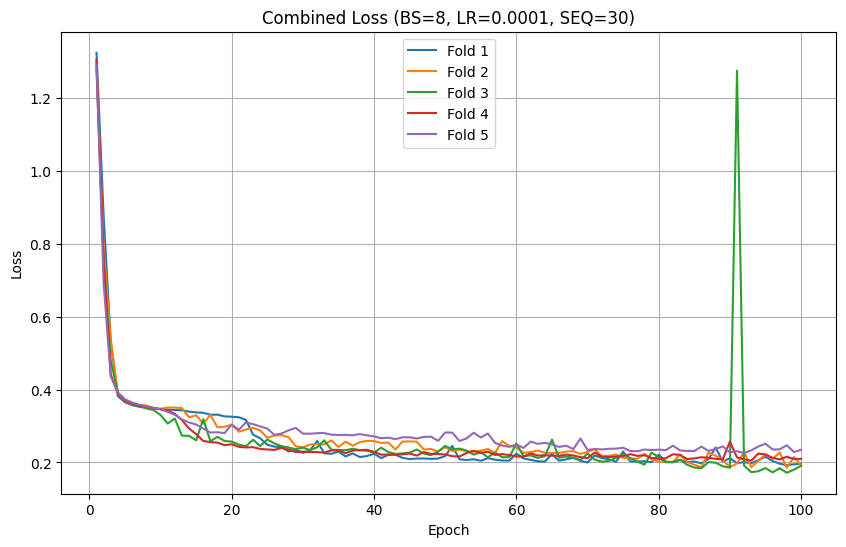 Combined Loss (BS=8, LR=0.0001, SEQ=30)
Fold 1
Fold 2
Fold 3
Fold 4
Fold 5
Loss
1.2
1.0
0.8
0.6
0.4
0.2
0
20
40
60
80
100
Epoch